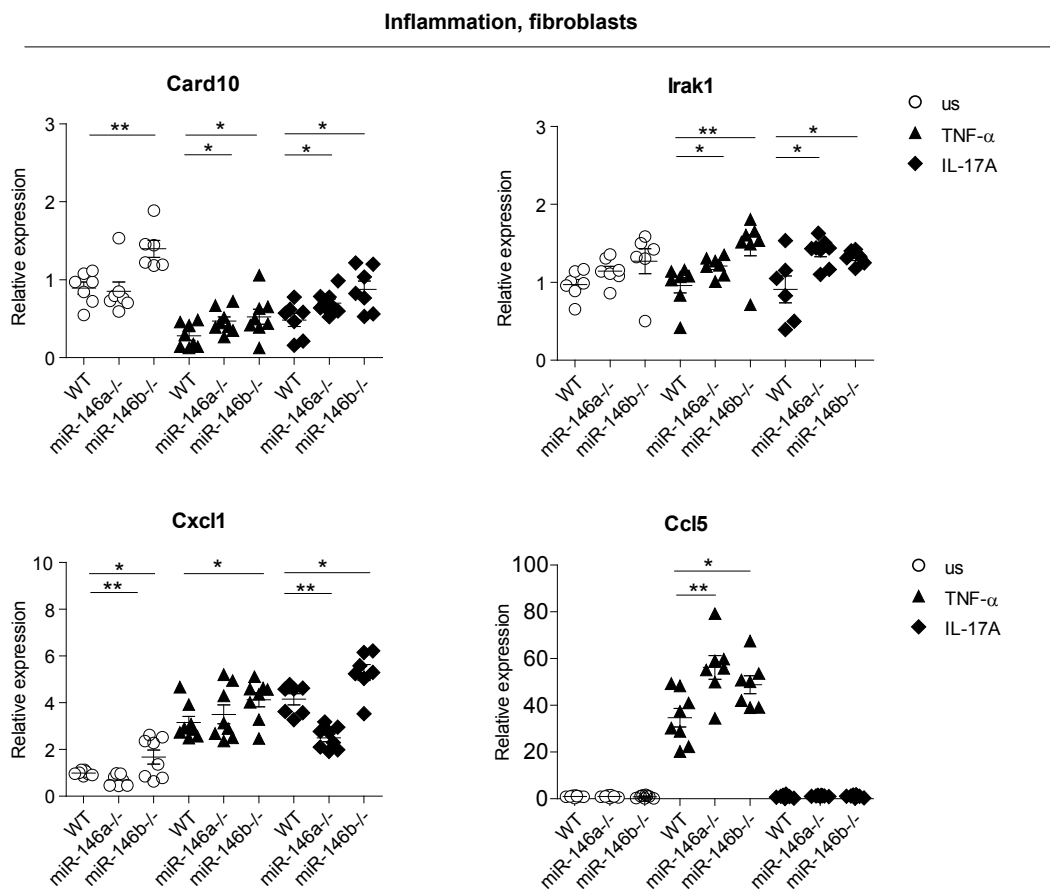 Inflammation, fibroblasts
Card10
Relative expression
3
2
1
0
** * * * *
WT miR-146a-/- miR-146b-/- WT miR-146a-/- miR-146b-/- WT miR-146a-/- miR-146b-/-
Irak1
Relative expression
3
2
1
0
** * * *
WT miR-146a-/- miR-146b-/- WT miR-146a-/- miR-146b-/- WT miR-146a-/- miR-146b-/-
us
TNF-α
IL-17A
Cxcl1
Relative expression
10
8
6
4
2
0
* ** * * **
WT miR-146a-/- miR-146b-/- WT miR-146a-/- miR-146b-/- WT miR-146a-/- miR-146b-/-
Ccl5
Relative expression
100
80
60
40
20
0
* **
WT miR-146a-/- miR-146b-/- WT miR-146a-/- miR-146b-/- WT miR-146a-/- miR-146b-/-
us
TNF-α
IL-17A